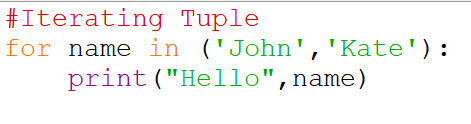 #Iterating Tuple
for name in ('John','Kate'):
    print("Hello",name)